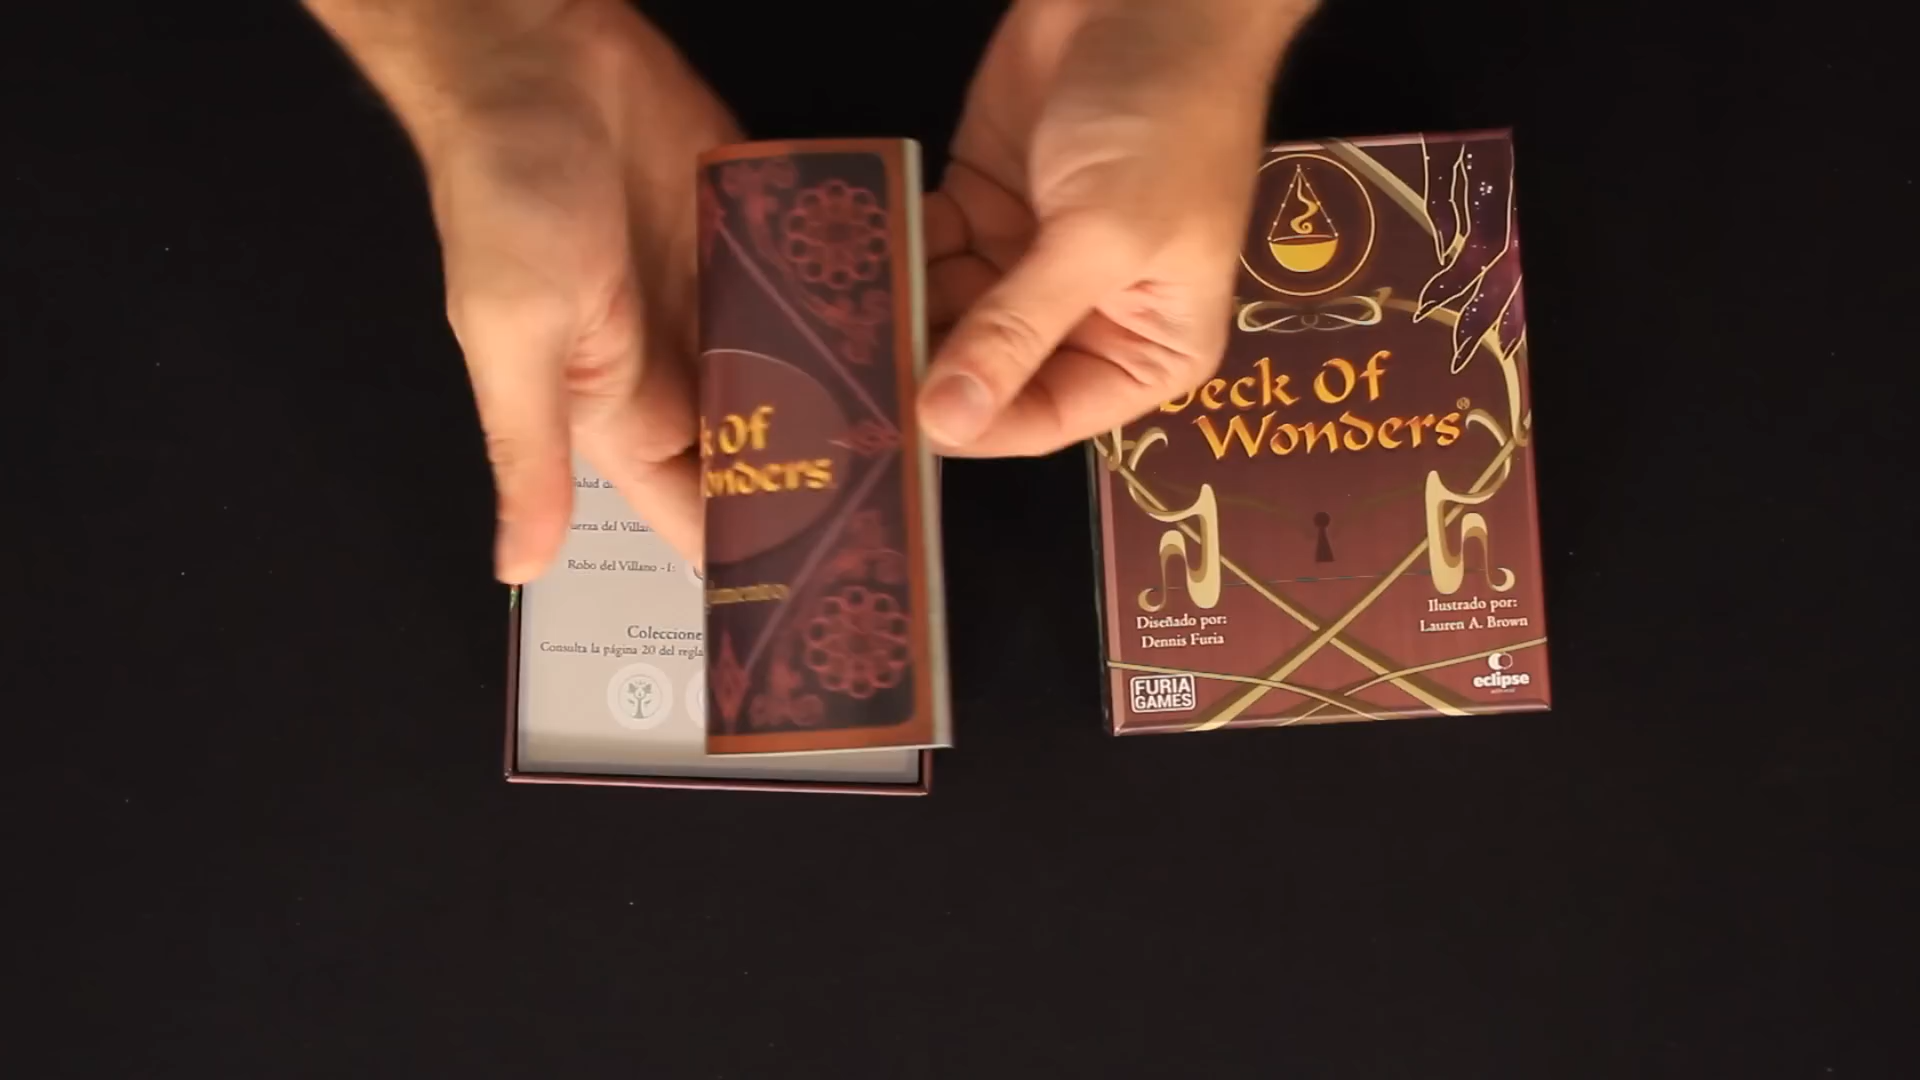 k Of
onders
Robo del Villano -1:
Consulta la página 20 del regla
Coleccione
Deck Of
Wonders®
Diseñado por:
Dennis Furia
Ilustrado por:
Lauren A. Brown
FURIA
GAMES
eclipse